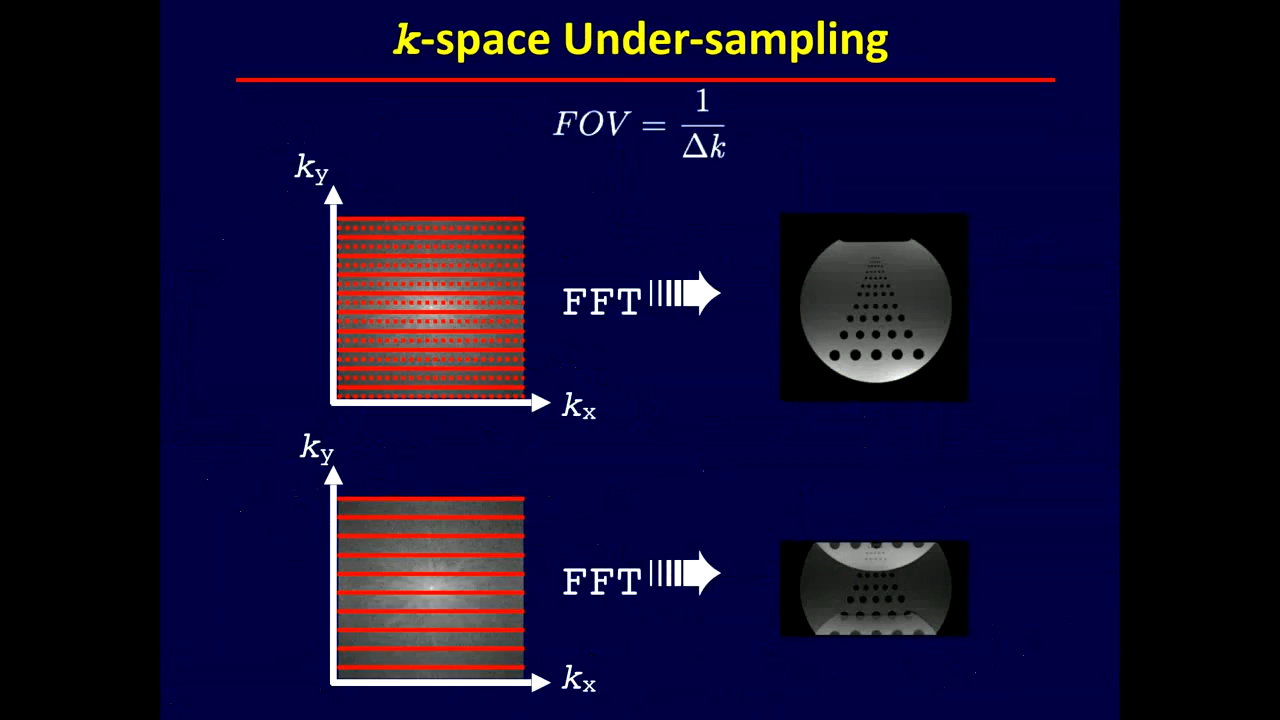 k-space Under-sampling
FOV = 1/Δk
ky
FFT
kx
ky
FFT
kx